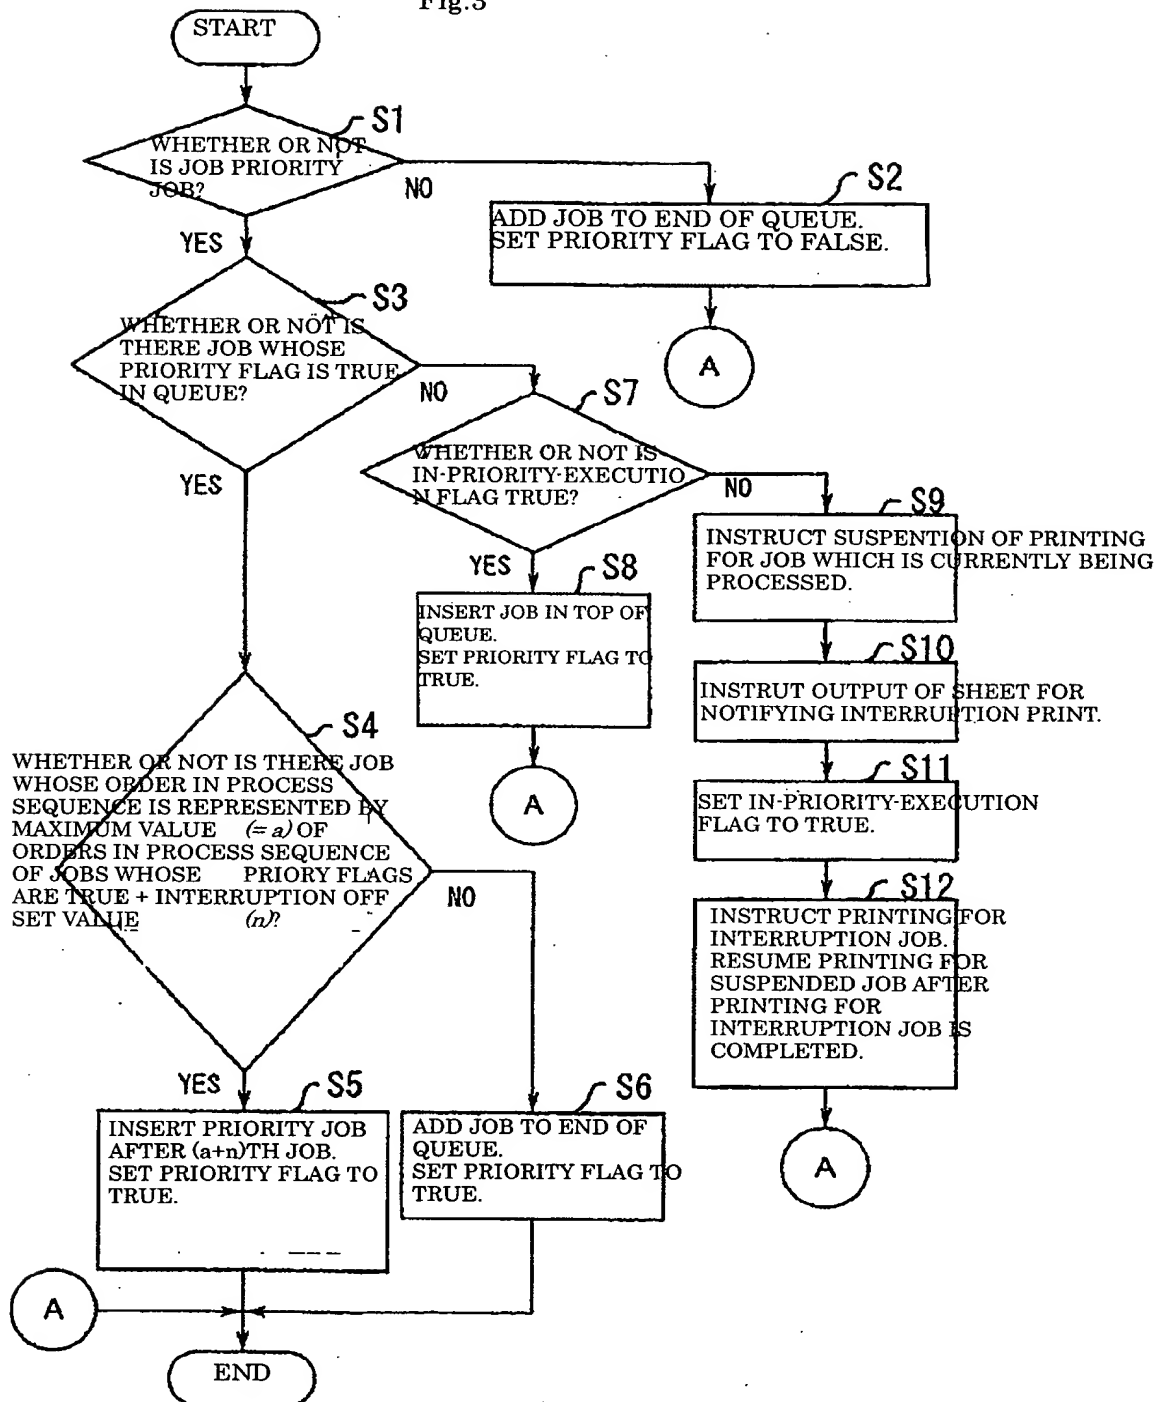 Fig.3
START
S1
WHETHER OR NOT
IS JOB PRIORITY
JOB?
NO
YES
S2
ADD JOB TO END OF QUEUE.
SET PRIORITY FLAG TO FALSE.
A
S3
WHETHER OR NOT IS
THERE JOB WHOSE
PRIORITY FLAG IS TRUE
IN QUEUE?
NO
YES
S7
WHETHER OR NOT IS
IN-PRIORITY-EXECUTIO
N FLAG TRUE?
NO
YES
S8
INSERT JOB IN TOP OF
QUEUE.
SET PRIORITY FLAG TO
TRUE.
A
S9
INSTRUCT SUSPENTION OF PRINTING
FOR JOB WHICH IS CURRENTLY BEING
PROCESSED.
S10
INSTRUT OUTPUT OF SHEET FOR
NOTIFYING INTERRUPTION PRINT.
S11
SET IN-PRIORITY-EXECUTION
FLAG TO TRUE.
S12
INSTRUCT PRINTING FOR
INTERRUPTION JOB.
RESUME PRINTING FOR
SUSPENDED JOB AFTER
PRINTING FOR
INTERRUPTION JOB IS
COMPLETED.
A
S4
WHETHER OR NOT IS THERE JOB
WHOSE ORDER IN PROCESS
SEQUENCE IS REPRESENTED BY
MAXIMUM VALUE (= a) OF
ORDERS IN PROCESS SEQUENCE
OF JOBS WHOSE PRIORY FLAGS
ARE TRUE + INTERRUPTION OFF
SET VALUE (n)?
NO
YES
S5
INSERT PRIORITY JOB
AFTER (a+n)TH JOB.
SET PRIORITY FLAG TO
TRUE.
S6
ADD JOB TO END OF
QUEUE.
SET PRIORITY FLAG TO
TRUE.
A
END